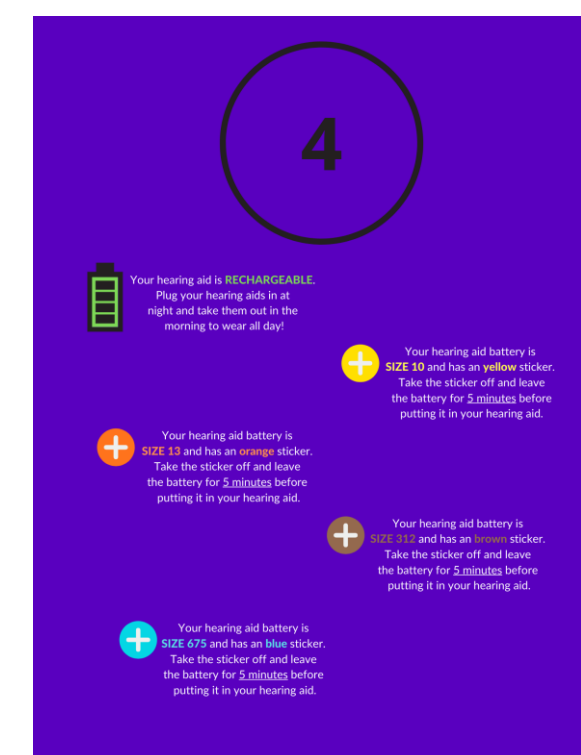 4
Your hearing aid is RECHARGEABLE.
Plug your hearing aids in at
night and take them out in the
morning to wear all day!
Your hearing aid battery is
SIZE 10 and has an yellow sticker.
Take the sticker off and leave
the battery for 5 minutes before
putting it in your hearing aid.
Your hearing aid battery is
SIZE 13 and has an orange sticker.
Take the sticker off and leave
the battery for 5 minutes before
putting it in your hearing aid.
Your hearing aid battery is
SIZE 312 and has an brown sticker.
Take the sticker off and leave
the battery for 5 minutes before
putting it in your hearing aid.
Your hearing aid battery is
SIZE 675 and has an blue sticker.
Take the sticker off and leave
the battery for 5 minutes before
putting it in your hearing aid.